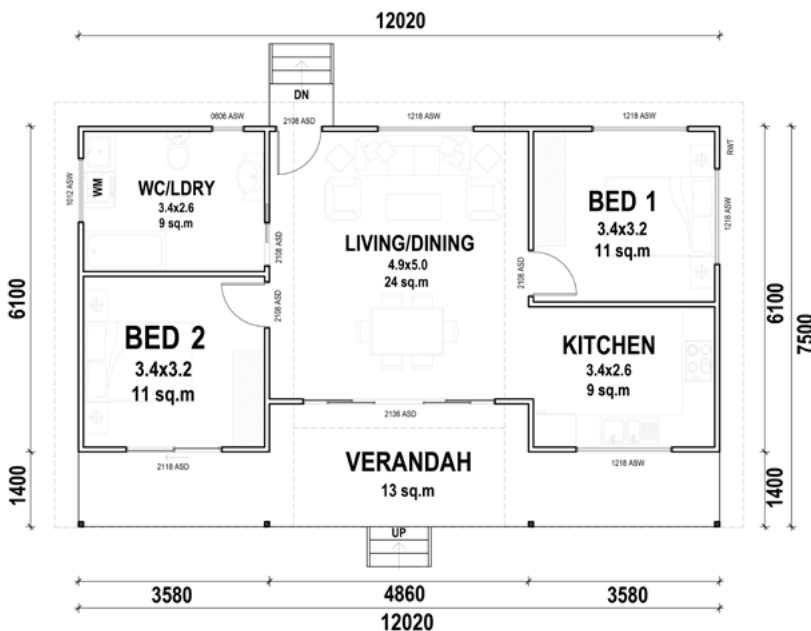 12020
DN
0606 ASW
2108 ASD
1218 ASW
1218 ASW
RWT
1012 ASW
WM
WC/LDRY
3.4x2.6
9 sq.m
2108 ASD
LIVING/DINING
4.9x5.0
24 sq.m
2108 ASD
BED 1
3.4x3.2
11 sq.m
1218 ASW
6100
6100
7500
BED 2
3.4x3.2
11 sq.m
2108 ASD
KITCHEN
3.4x2.6
9 sq.m
2136 ASD
2118 ASD
VERANDAH
13 sq.m
1218 ASW
1400
1400
UP
3580
4860
3580
12020